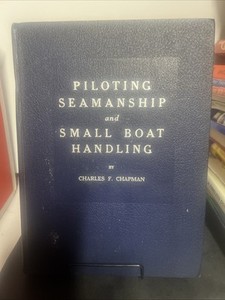 PILOTING
SEAMANSHIP
and
SMALL BOAT
HANDLING
BY
CHARLES F. CHAPMAN